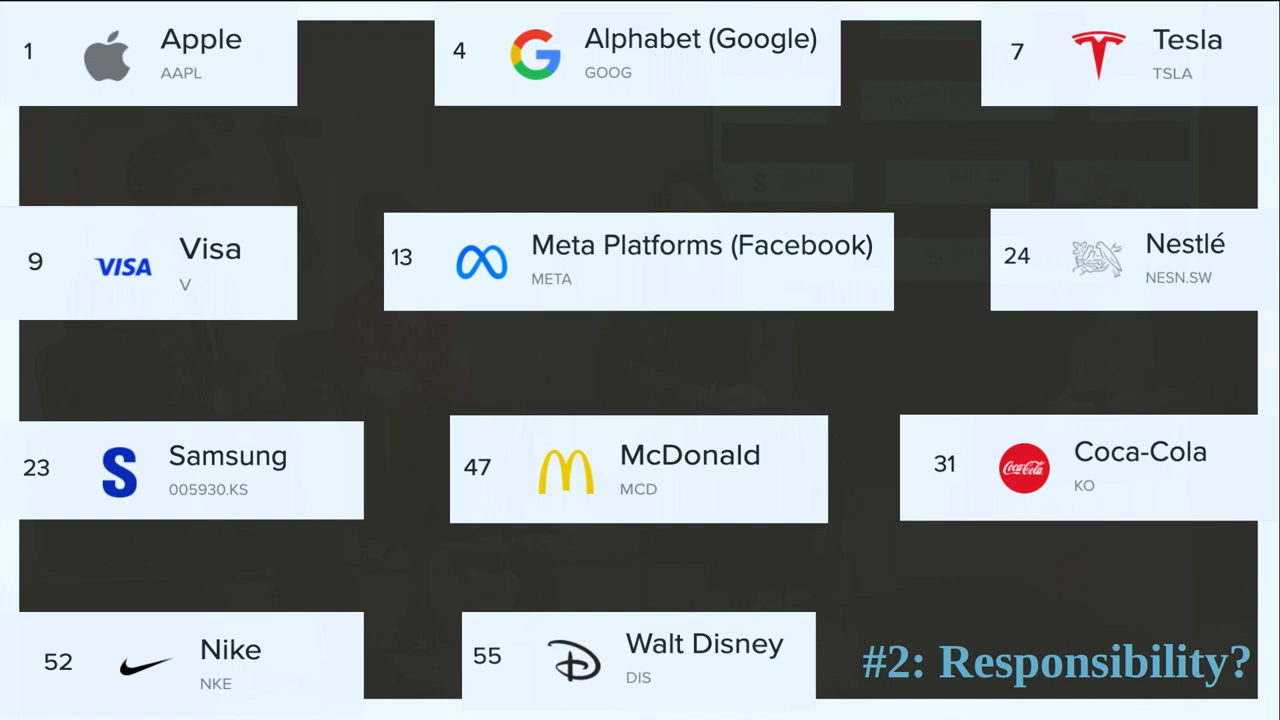 1 Apple
AAPL
4 Alphabet (Google)
GOOG
7 Tesla
TSLA
9 VISA Visa
V
13 Meta Platforms (Facebook)
META
24 Nestlé
NESN.SW
23 S Samsung
005930.KS
47 McDonald
MCD
31 Coca-Cola Coca-Cola
KO
52 Nike
NKE
55 D Walt Disney
DIS
#2: Responsibility?